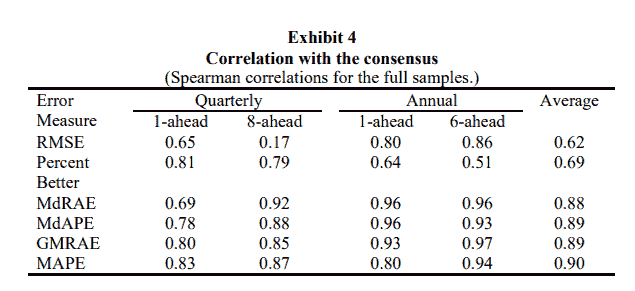 Exhibit 4
Correlation with the consensus
(Spearman correlations for the full samples.)
Error Quarterly Annual Average
Measure 1-ahead 8-ahead 1-ahead 6-ahead
RMSE 0.65 0.17 0.80 0.86 0.62
Percent 0.81 0.79 0.64 0.51 0.69
Better
MdRAE 0.69 0.92 0.96 0.96 0.88
MdAPE 0.78 0.88 0.96 0.93 0.89
GMRAE 0.80 0.85 0.93 0.97 0.89
MAPE 0.83 0.87 0.80 0.94 0.90